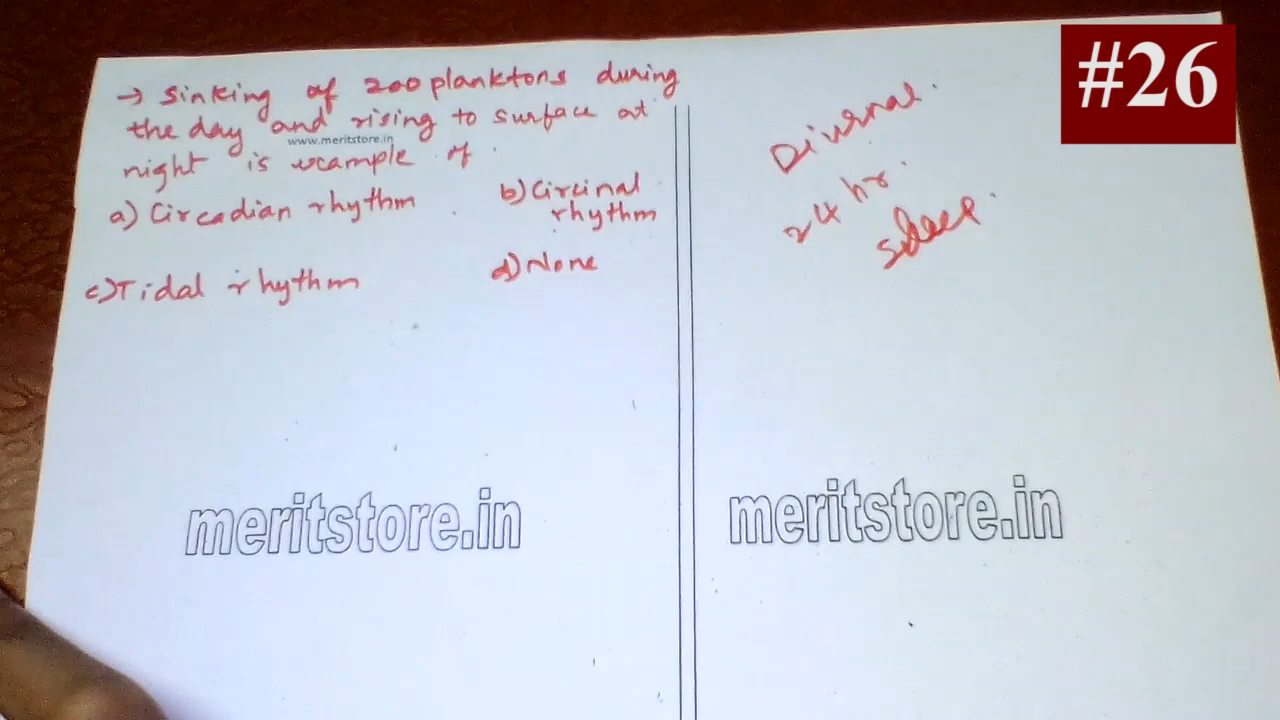 #26
→ Sinking of zooplanktons during
the day and rising to surface at
www.meritstore.in
night is example of
a) Circadian rhythm
b) Circinal
rhythm
c) Tidal rhythm
d) None
Diurnal.
24 hr.
sleep.
meritstore.in
meritstore.in